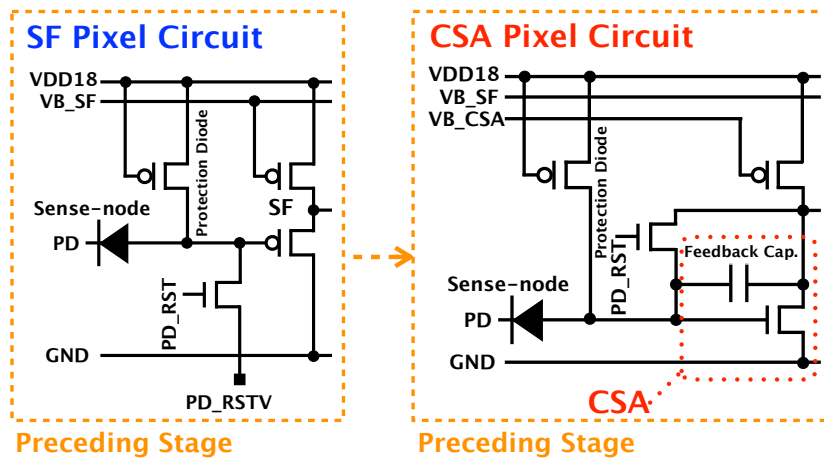 SF Pixel Circuit
VDD18
VB_SF
Protection Diode
Sense-node
SF
PD
PD_RST
GND
PD_RSTV
Preceding Stage
CSA Pixel Circuit
VDD18
VB_SF
VB_CSA
Protection Diode
PD_RST
Feedback Cap.
Sense-node
PD
GND
CSA
Preceding Stage